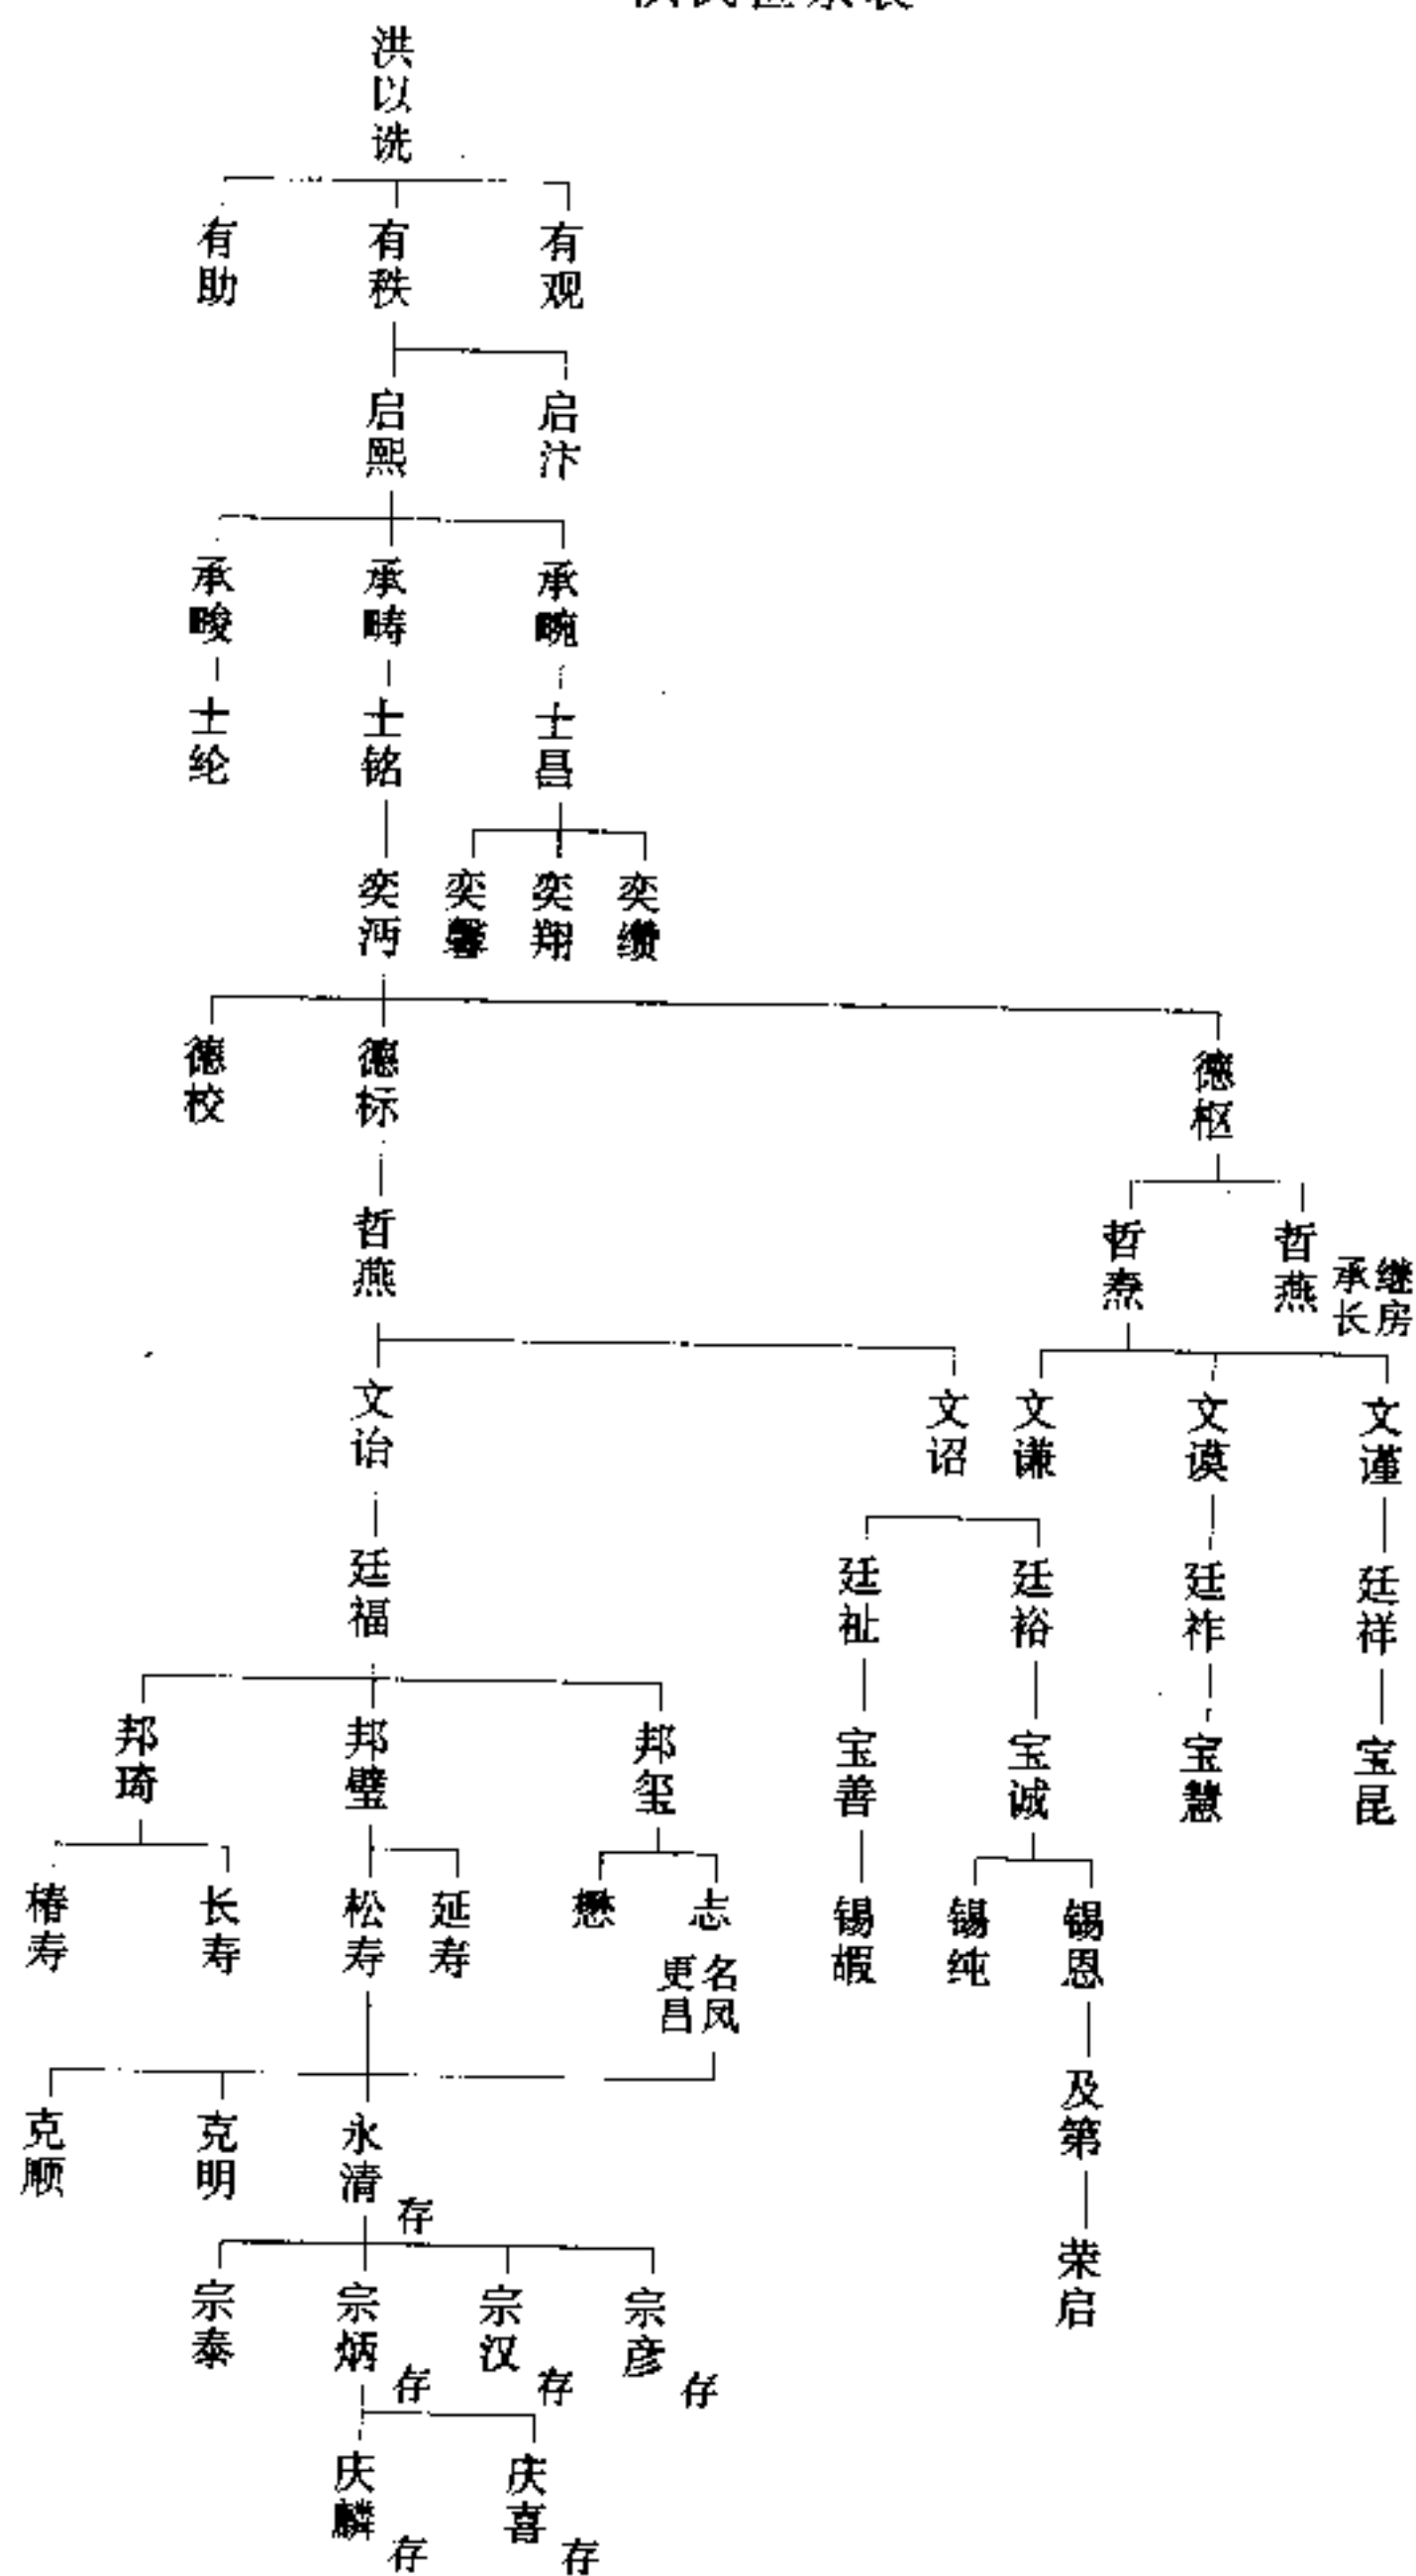 洪以诜
有助 有秩 有观
启熙 启汴
承畯 承畴 承畹
士纶 士铭 士昌
奕沔 奕馨 奕翔 奕缵
德校 德标 德枢
哲燕 哲焘 哲燕 继承长房
文诒 文诏 文谦 文谟 文谨
廷福 廷祉 廷裕 廷祚 廷祥
邦琦 邦璧 邦玺 宝善 宝诚 宝慧 宝昆
椿寿 长寿 松寿 延寿 懋 志 更名凤昌 锡嘏 锡纯 锡恩
克顺 克明 永清 存 及第
宗泰 宗炳 存 宗汉 存 宗彦 存 荣启
庆麟 存 庆喜 存